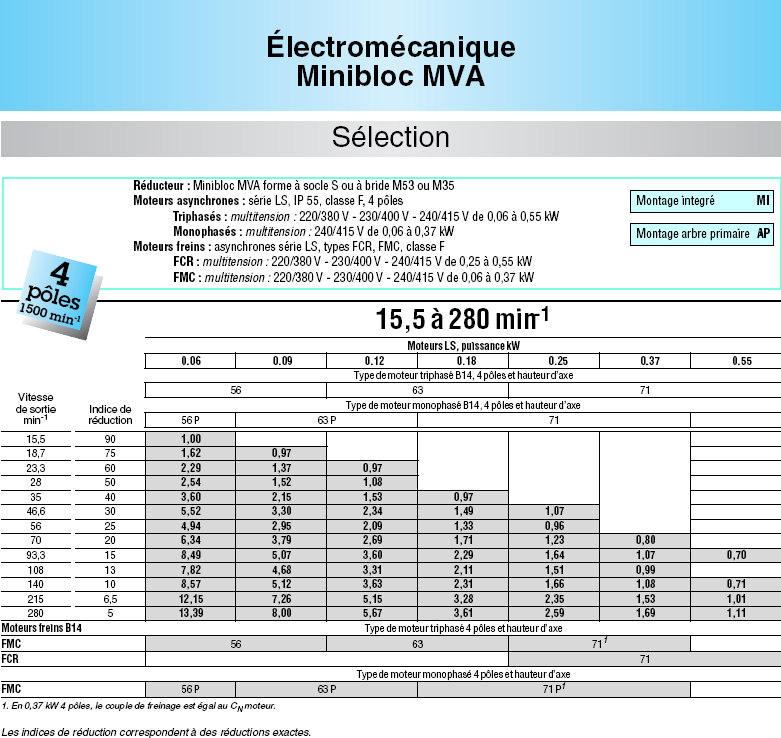 Électromécanique
Minibloc MVA
Sélection
Réducteur : Minibloc MVA forme à socle S ou à bride M53 ou M35
Moteurs asynchrones : série LS, IP 55, classe F, 4 pôles
Triphasés : multitension : 220/380 V - 230/400 V - 240/415 V de 0,06 à 0,55 kW
Monophasés : multitension : 240/415 V de 0,06 à 0,37 kW
Moteurs freins : asynchrones série LS, types FCR, FMC, classe F
FCR : multitension : 220/380 V - 230/400 V - 240/415 V de 0,25 à 0,55 kW
FMC : multitension : 220/380 V - 230/400 V - 240/415 V de 0,06 à 0,37 kW
Montage integré MI
Montage arbre primaire AP
4
pôles
1500 min-1
15,5 à 280 min-1
Moteurs LS, puissance kW
0.06 0.09 0.12 0.18 0.25 0.37 0.55
Type de moteur triphasé B14, 4 pôles et hauteur d'axe
56 63 71
Type de moteur monophasé B14, 4 pôles et hauteur d'axe
56 P 63 P 71
Vitesse
de sortie
min-1
Indice de
réduction
15,5 90 1,00
18,7 75 1,62 0,97
23,3 60 2,29 1,37 0,97
28 50 2,54 1,52 1,08
35 40 3,60 2,15 1,53 0,97
46,6 30 5,52 3,30 2,34 1,49 1,07
56 25 4,94 2,95 2,09 1,33 0,96
70 20 6,34 3,79 2,69 1,71 1,23 0,80
93,3 15 8,49 5,07 3,60 2,29 1,64 1,07 0,70
108 13 7,82 4,68 3,31 2,11 1,51 0,99
140 10 8,57 5,12 3,63 2,31 1,66 1,08 0,71
215 6,5 12,15 7,26 5,15 3,28 2,35 1,53 1,01
280 5 13,39 8,00 5,67 3,61 2,59 1,69 1,11
Moteurs freins B14 Type de moteur triphasé 4 pôles et hauteur d'axe
FMC 56 63 71 1
FCR 71
Type de moteur monophasé 4 pôles et hauteur d'axe
FMC 56 P 63 P 71 P1
1. En 0,37 kW 4 pôles, le couple de freinage est égal au CN moteur.
Les indices de réduction correspondent à des réductions exactes.